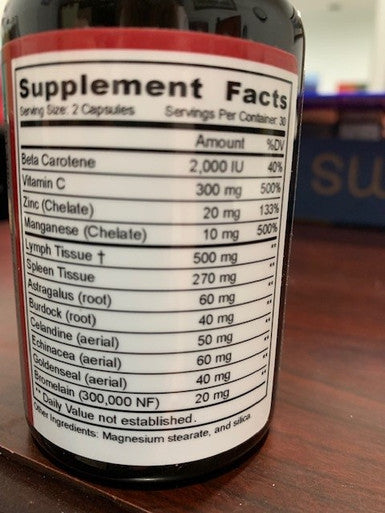 Supplement Facts
Serving Size: 2 Capsules Servings Per Container: 30
Amount %DV
Beta Carotene 2,000 IU 40%
Vitamin C 300 mg 500%
Zinc (Chelate) 20 mg 133%
Manganese (Chelate) 10 mg 500%
Lymph Tissue † 500 mg **
Spleen Tissue 270 mg **
Astragalus (root) 60 mg **
Burdock (root) 40 mg **
Celandine (aerial) 50 mg **
Echinacea (aerial) 60 mg **
Goldenseal (aerial) 40 mg **
Bromelain (300,000 NF) 20 mg **
** Daily Value not established.
Other Ingredients: Magnesium stearate, and silica
su